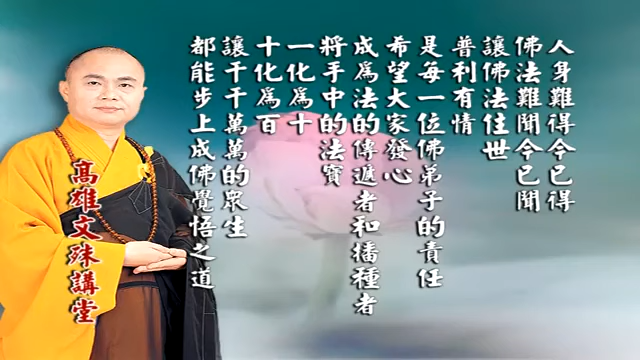 人身難得今已得
佛法難聞今已聞
讓佛法住世
普利有情
是每一位佛弟子的責任
希望大家發心
成為法的傳遞者和播種者
將手中的法寶
一化為十
十化為百
讓千千萬萬的眾生
都能步上成佛覺悟之道
高雄文殊講堂